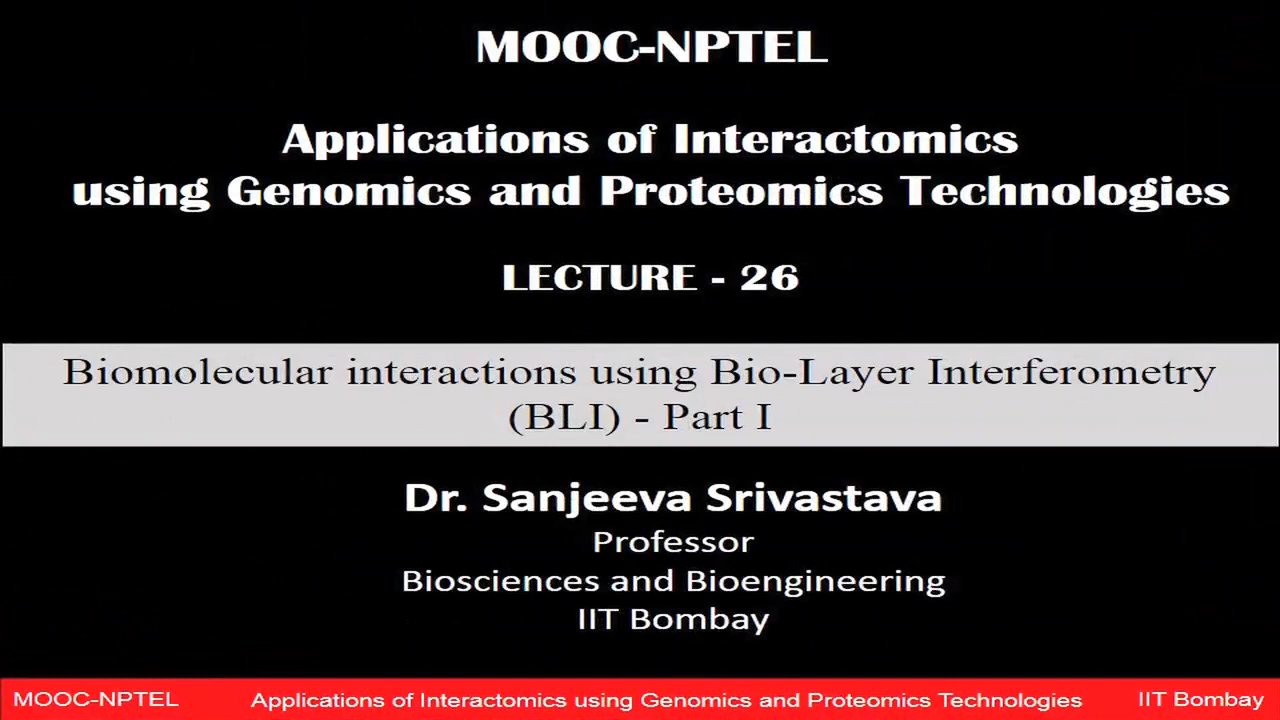 MOOC-NPTEL
Applications of Interactomics
using Genomics and Proteomics Technologies
LECTURE - 26
Biomolecular interactions using Bio-Layer Interferometry
(BLI) - Part I
Dr. Sanjeeva Srivastava
Professor
Biosciences and Bioengineering
IIT Bombay
MOOC-NPTEL Applications of Interactomics using Genomics and Proteomics Technologies IIT Bombay